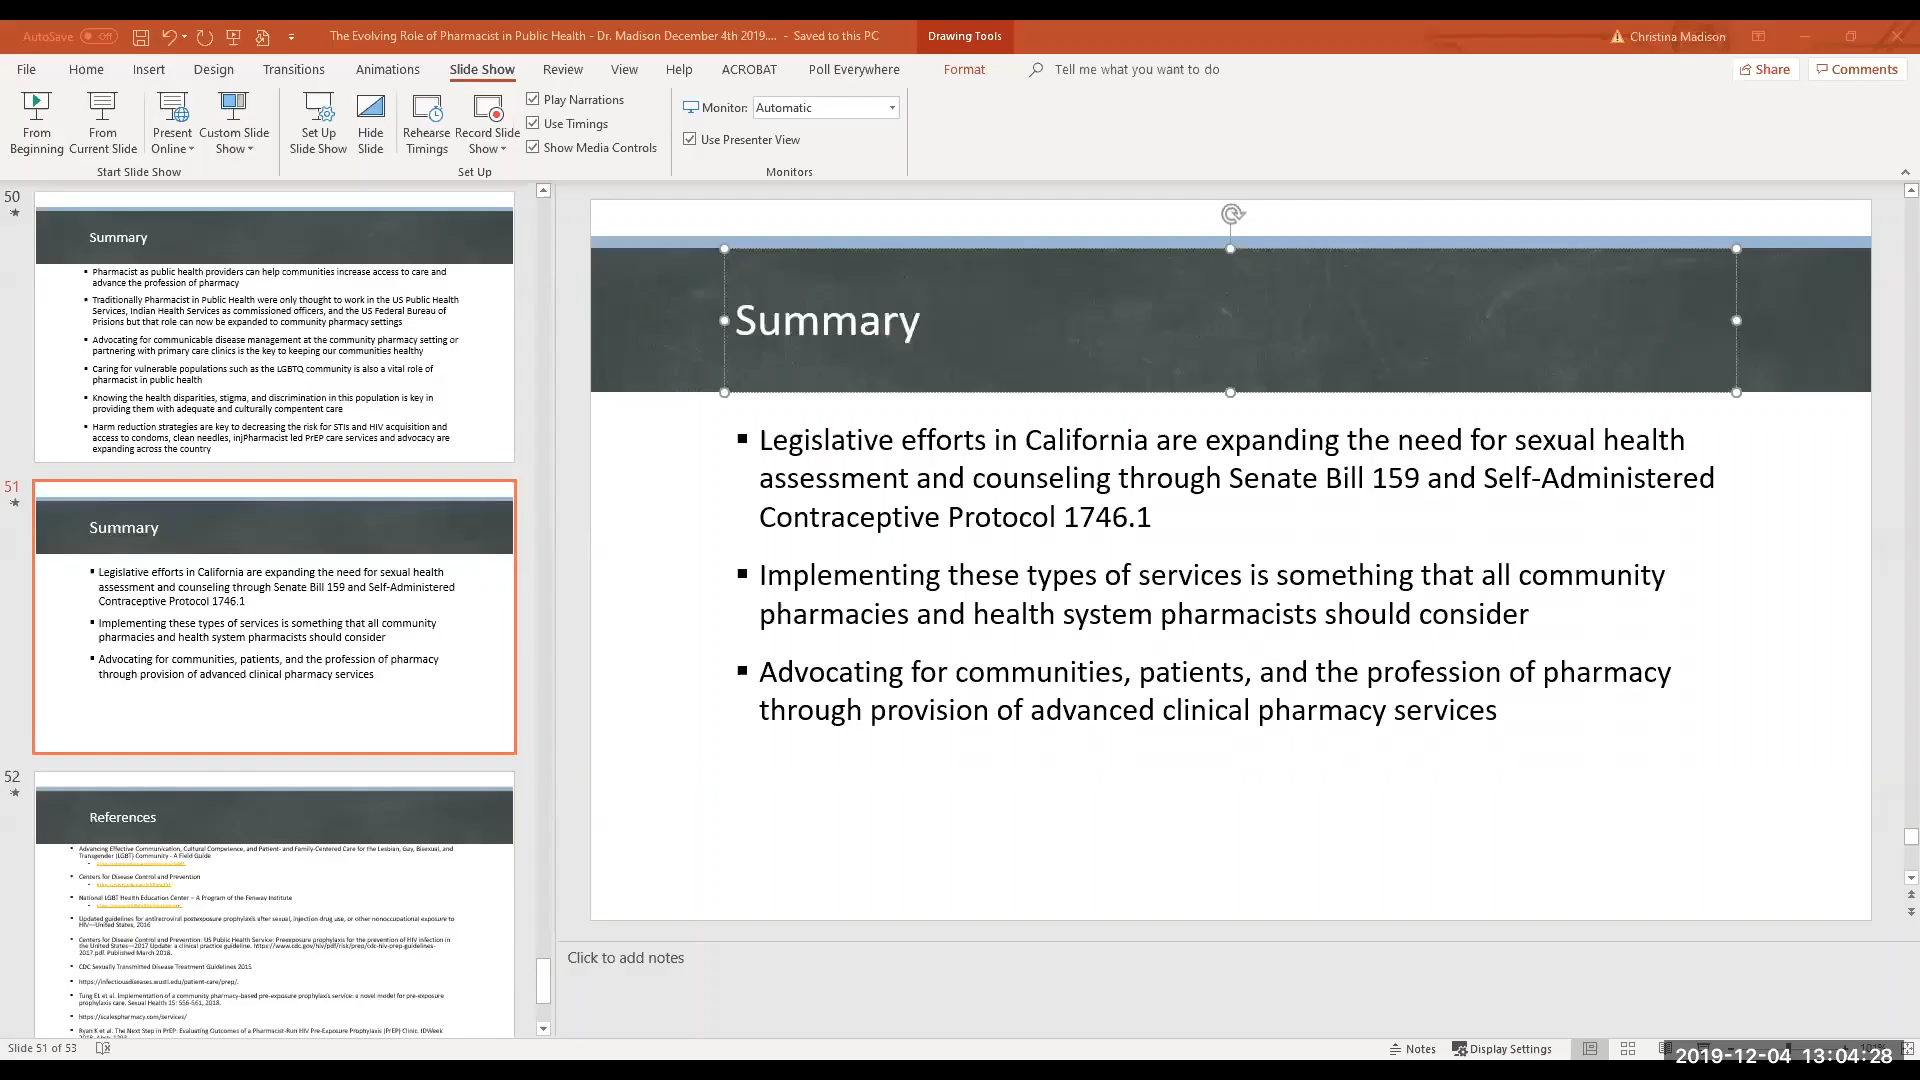 AutoSave Off
The Evolving Role of Pharmacist in Public Health - Dr. Madison December 4th 2019.... - Saved to this PC
Drawing Tools
Christina Madison
File Home Insert Design Transitions Animations Slide Show Review View Help ACROBAT Poll Everywhere Format Tell me what you want to do
Share Comments
From Beginning
From Current Slide
Present Online
Custom Slide Show
Set Up Slide Show
Hide Slide
Rehearse Timings
Record Slide Show
Play Narrations
Use Timings
Show Media Controls
Monitor: Automatic
Use Presenter View
Start Slide Show
Set Up
Monitors
50
Summary
Pharmacist as public health providers can help communities increase access to care and
advance the profession of pharmacy
Traditionally Pharmacist in Public Health were only thought to work in the US Public Health
Services, Indian Health Services as commissioned officers, and the US Federal Bureau of
Prisions but that role can now be expanded to community pharmacy settings
Advocating for communicable disease management at the community pharmacy setting or
partnering with primary care clinics is the key to keeping our communities healthy
Caring for vulnerable populations such as the LGBTQ community is also a vital role of
pharmacist in public health
Knowing the health disparities, stigma, and discrimination in this population is key in
providing them with adequate and culturally compentent care
Harm reduction strategies are key to decreasing the risk for STIs and HIV acquisition and
access to condoms, clean needles, injPharmacist led PrEP care services and advocacy are
expanding across the country
51
Summary
Legislative efforts in California are expanding the need for sexual health
assessment and counseling through Senate Bill 159 and Self-Administered
Contraceptive Protocol 1746.1
Implementing these types of services is something that all community
pharmacies and health system pharmacists should consider
Advocating for communities, patients, and the profession of pharmacy
through provision of advanced clinical pharmacy services
52
References
Advancing Effective Communication, Cultural Competence, and Patient- and Family-Centered Care for the Lesbian, Gay, Bisexual, and
Transgender (LGBT) Community - A Field Guide
Centers for Disease Control and Prevention
National LGBT Health Education Center – A Program of the Fenway Institute
Updated guidelines for antiretroviral postexposure prophylaxis after sexual, injection drug use, or other nonoccupational exposure to
HIV—United States, 2016
Centers for Disease Control and Prevention: US Public Health Service: Preexposure prophylaxis for the prevention of HIV infection in
the United States—2017 Update: a clinical practice guideline. https://www.cdc.gov/hiv/pdf/risk/prep/cdc-hiv-prep-guidelines-
2017.pdf. Published March 2018.
CDC Sexually Transmitted Disease Treatment Guidelines 2015
https://infectiousdiseases.wustl.edu/patient-care/prep/.
Tung EL et al. Implementation of a community pharmacy-based pre-exposure prophylaxis service: a novel model for pre-exposure
prophylaxis care. Sexual Health 15: 556-561, 2018.
https://scalespharmacy.com/services/
Ryan K et al. The Next Step in PrEP: Evaluating Outcomes of a Pharmacist-Run HIV Pre-Exposure Prophylaxis (PrEP) Clinic. IDWeek
Summary
Legislative efforts in California are expanding the need for sexual health
assessment and counseling through Senate Bill 159 and Self-Administered
Contraceptive Protocol 1746.1
Implementing these types of services is something that all community
pharmacies and health system pharmacists should consider
Advocating for communities, patients, and the profession of pharmacy
through provision of advanced clinical pharmacy services
Click to add notes
Slide 51 of 53
Notes Display Settings
2019-12-04 13:04:28